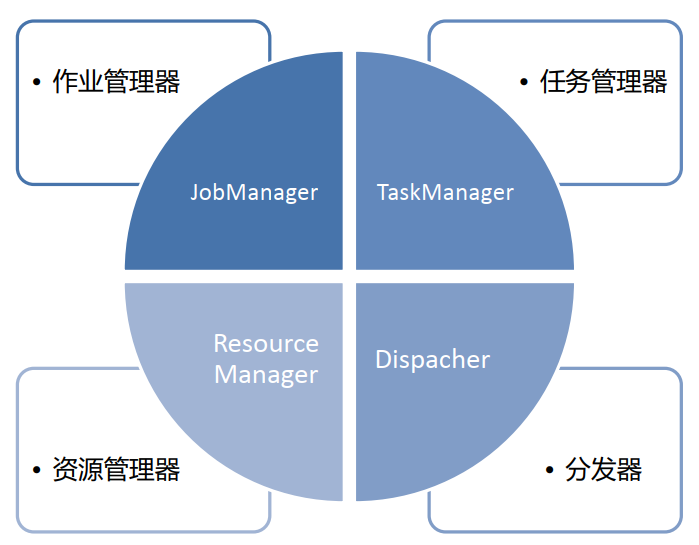 • 作业管理器
• 任务管理器
JobManager
TaskManager
Resource
Manager
Dispacher
• 资源管理器
• 分发器